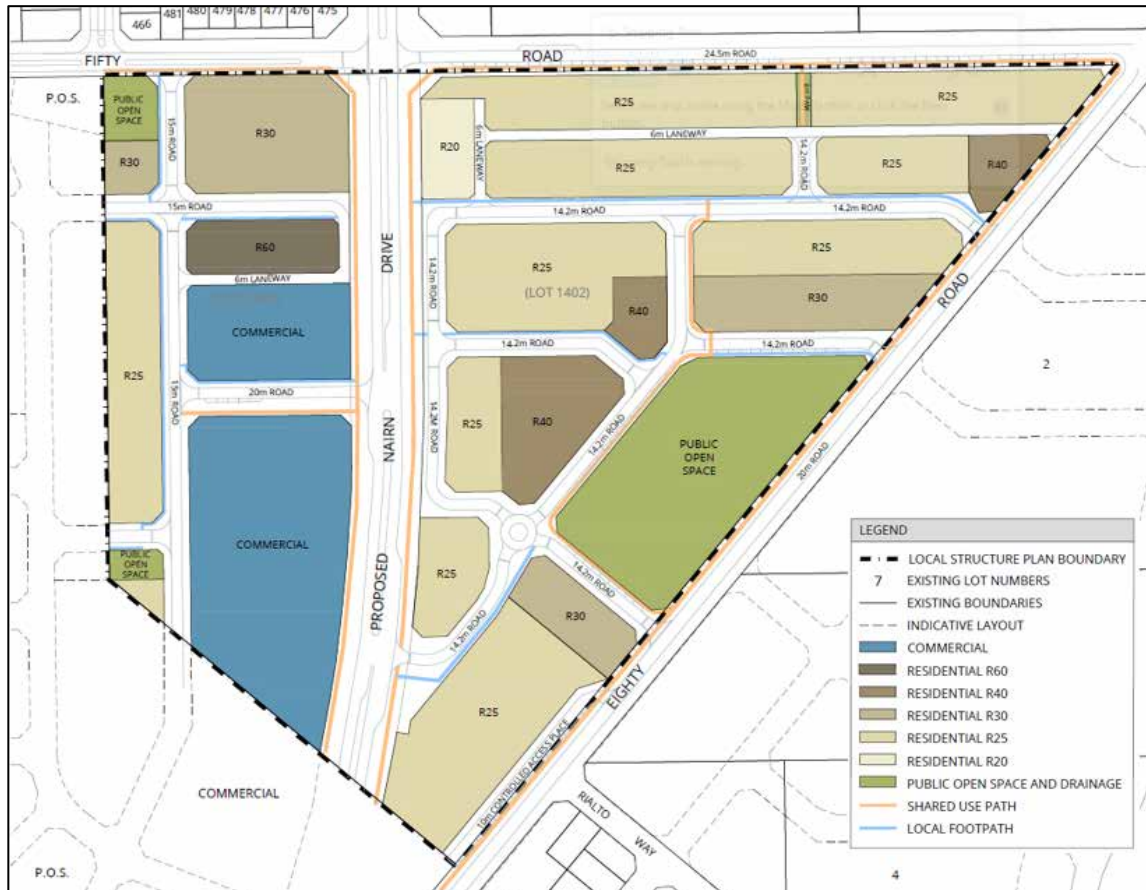 481
480
479
478
477
476
475
466
FIFTY
ROAD
24.5m ROAD
P.O.S.
PUBLIC
OPEN
SPACE
15m ROAD
R30
R30
R25
R25
R20
6m LANEWAY
6m LANEWAY
R25
14.2m ROAD
R25
R40
15m ROAD
14.2m ROAD
14.2m ROAD
R60
6m LANEWAY
DRIVE
14.2m ROAD
R25
(LOT 1402)
R40
R25
R30
ROAD
COMMERCIAL
14.2m ROAD
14.2m ROAD
2
R25
15m ROAD
20m ROAD
NAIRN
14.2M ROAD
R25
R40
14.2m ROAD
PUBLIC
OPEN
SPACE
20m ROAD
COMMERCIAL
PUBLIC
OPEN
SPACE
PROPOSED
R25
14.2m ROAD
14.2m ROAD
R30
R25
EIGHTY
10m CONTROLLED ACCESS PLACE
COMMERCIAL
RIALTO
WAY
P.O.S.
4
LEGEND
LOCAL STRUCTURE PLAN BOUNDARY
7 EXISTING LOT NUMBERS
EXISTING BOUNDARIES
INDICATIVE LAYOUT
COMMERCIAL
RESIDENTIAL R60
RESIDENTIAL R40
RESIDENTIAL R30
RESIDENTIAL R25
RESIDENTIAL R20
PUBLIC OPEN SPACE AND DRAINAGE
SHARED USE PATH
LOCAL FOOTPATH